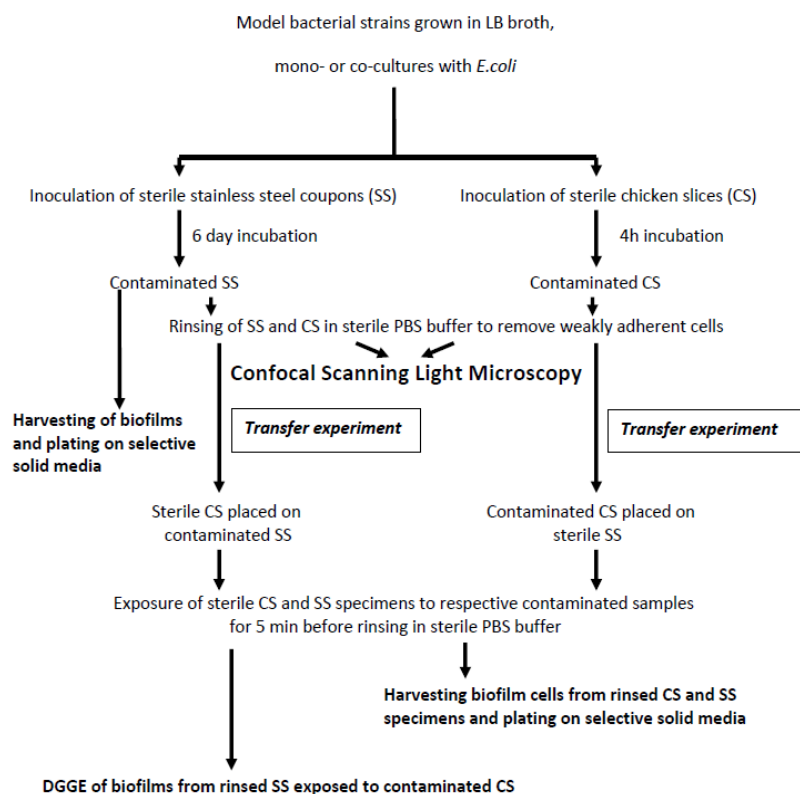 Model bacterial strains grown in LB broth,
mono- or co-cultures with E.coli
Inoculation of sterile stainless steel coupons (SS)
Inoculation of sterile chicken slices (CS)
6 day incubation
4h incubation
Contaminated SS
Contaminated CS
Rinsing of SS and CS in sterile PBS buffer to remove weakly adherent cells
Confocal Scanning Light Microscopy
Harvesting of biofilms
and plating on selective
solid media
Transfer experiment
Transfer experiment
Sterile CS placed on
contaminated SS
Contaminated CS placed on
sterile SS
Exposure of sterile CS and SS specimens to respective contaminated samples
for 5 min before rinsing in sterile PBS buffer
Harvesting biofilm cells from rinsed CS and SS
specimens and plating on selective solid media
DGGE of biofilms from rinsed SS exposed to contaminated CS